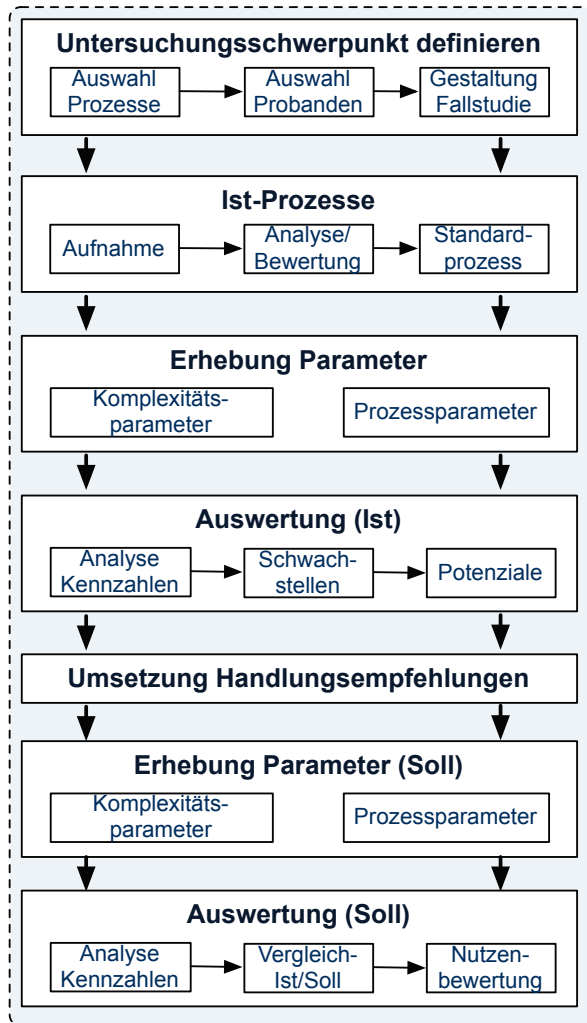 Untersuchungsschwerpunkt definieren
Auswahl
Prozesse
Auswahl
Probanden
Gestaltung
Fallstudie
Ist-Prozesse
Aufnahme
Analyse/
Bewertung
Standard-
prozess
Erhebung Parameter
Komplexitäts-
parameter
Prozessparameter
Auswertung (Ist)
Analyse
Kennzahlen
Schwach-
stellen
Potenziale
Umsetzung Handlungsempfehlungen
Erhebung Parameter (Soll)
Komplexitäts-
parameter
Prozessparameter
Auswertung (Soll)
Analyse
Kennzahlen
Vergleich-
Ist/Soll
Nutzen-
bewertung